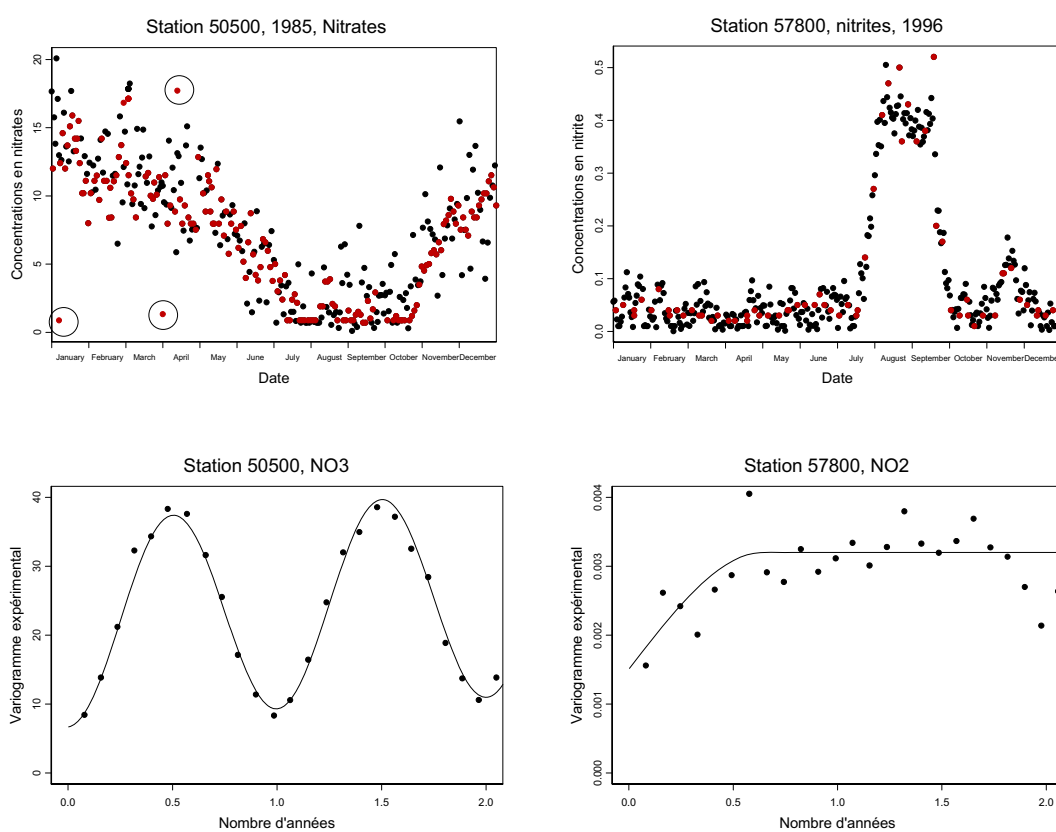 Station 50500, 1985, Nitrates
Concentrations en nitrates
20
15
10
5
0
January February March April May June July August September October November December
Date
Station 57800, nitrites, 1996
Concentrations en nitrite
0.5
0.4
0.3
0.2
0.1
0.0
January February March April May June July August September October November Decembe
Date
Station 50500, NO3
Variogramme expérimental
40
30
20
10
0
0.0 0.5 1.0 1.5 2.0
Nombre d'années
Station 57800, NO2
Variogramme expérimental
0.004
0.003
0.002
0.001
0.000
0.0 0.5 1.0 1.5 2.0
Nombre d'années